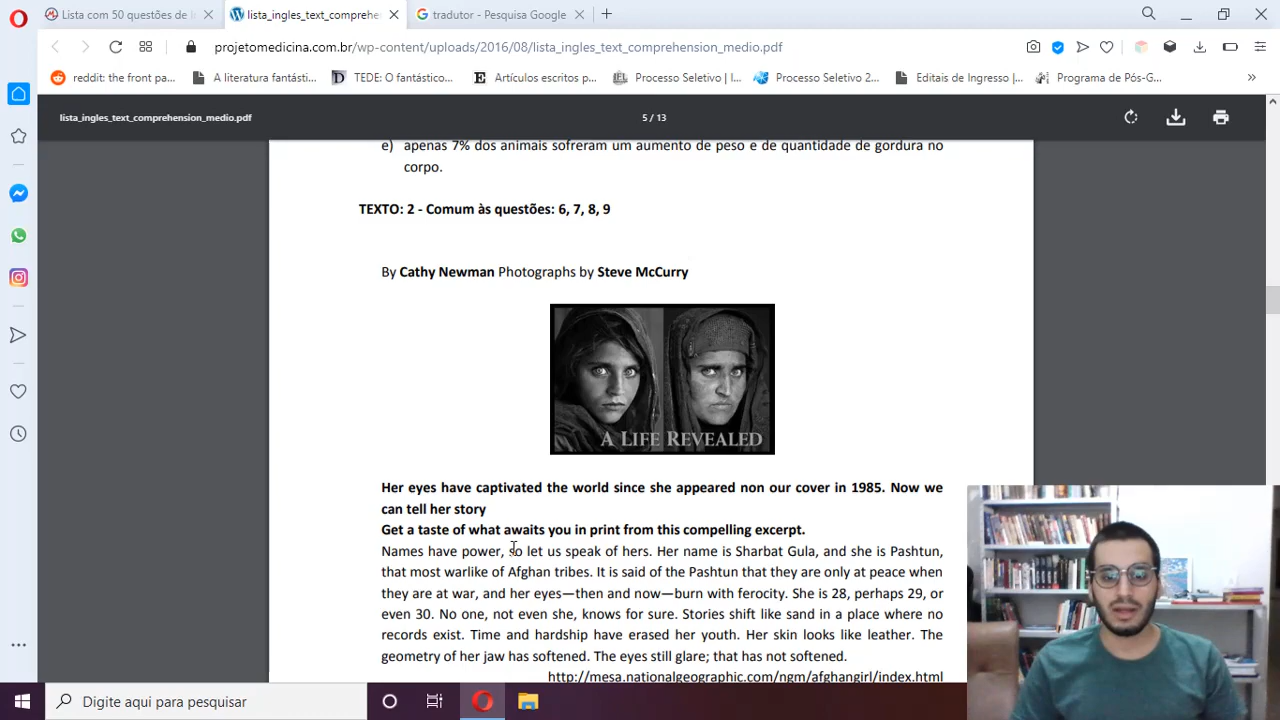 Lista com 50 questões de
lista_ingles_text_comprehe
tradutor - Pesquisa Google
projetomedicina.com.br/wp-content/uploads/2016/08/lista_ingles_text_comprehension_medio.pdf
reddit: the front pa...
A literatura fantásti...
TEDE: O fantástico...
Artículos escritos p...
Processo Seletivo | I...
Processo Seletivo 2...
Editais de Ingresso |...
Programa de Pós-G...
lista_ingles_text_comprehension_medio.pdf
5 / 13
e) apenas 7% dos animais sofreram um aumento de peso e de quantidade de gordura no
corpo.
TEXTO: 2 - Comum às questões: 6, 7, 8, 9
By Cathy Newman Photographs by Steve McCurry
A LIFE REVEALED
Her eyes have captivated the world since she appeared non our cover in 1985. Now we
can tell her story
Get a taste of what awaits you in print from this compelling excerpt.
Names have power, so let us speak of hers. Her name is Sharbat Gula, and she is Pashtun,
that most warlike of Afghan tribes. It is said of the Pashtun that they are only at peace when
they are at war, and her eyes—then and now—burn with ferocity. She is 28, perhaps 29, or
even 30. No one, not even she, knows for sure. Stories shift like sand in a place where no
records exist. Time and hardship have erased her youth. Her skin looks like leather. The
geometry of her jaw has softened. The eyes still glare; that has not softened.
http://mesa.nationalgeographic.com/ngm/afghangirl/index.html
Digite aqui para pesquisar